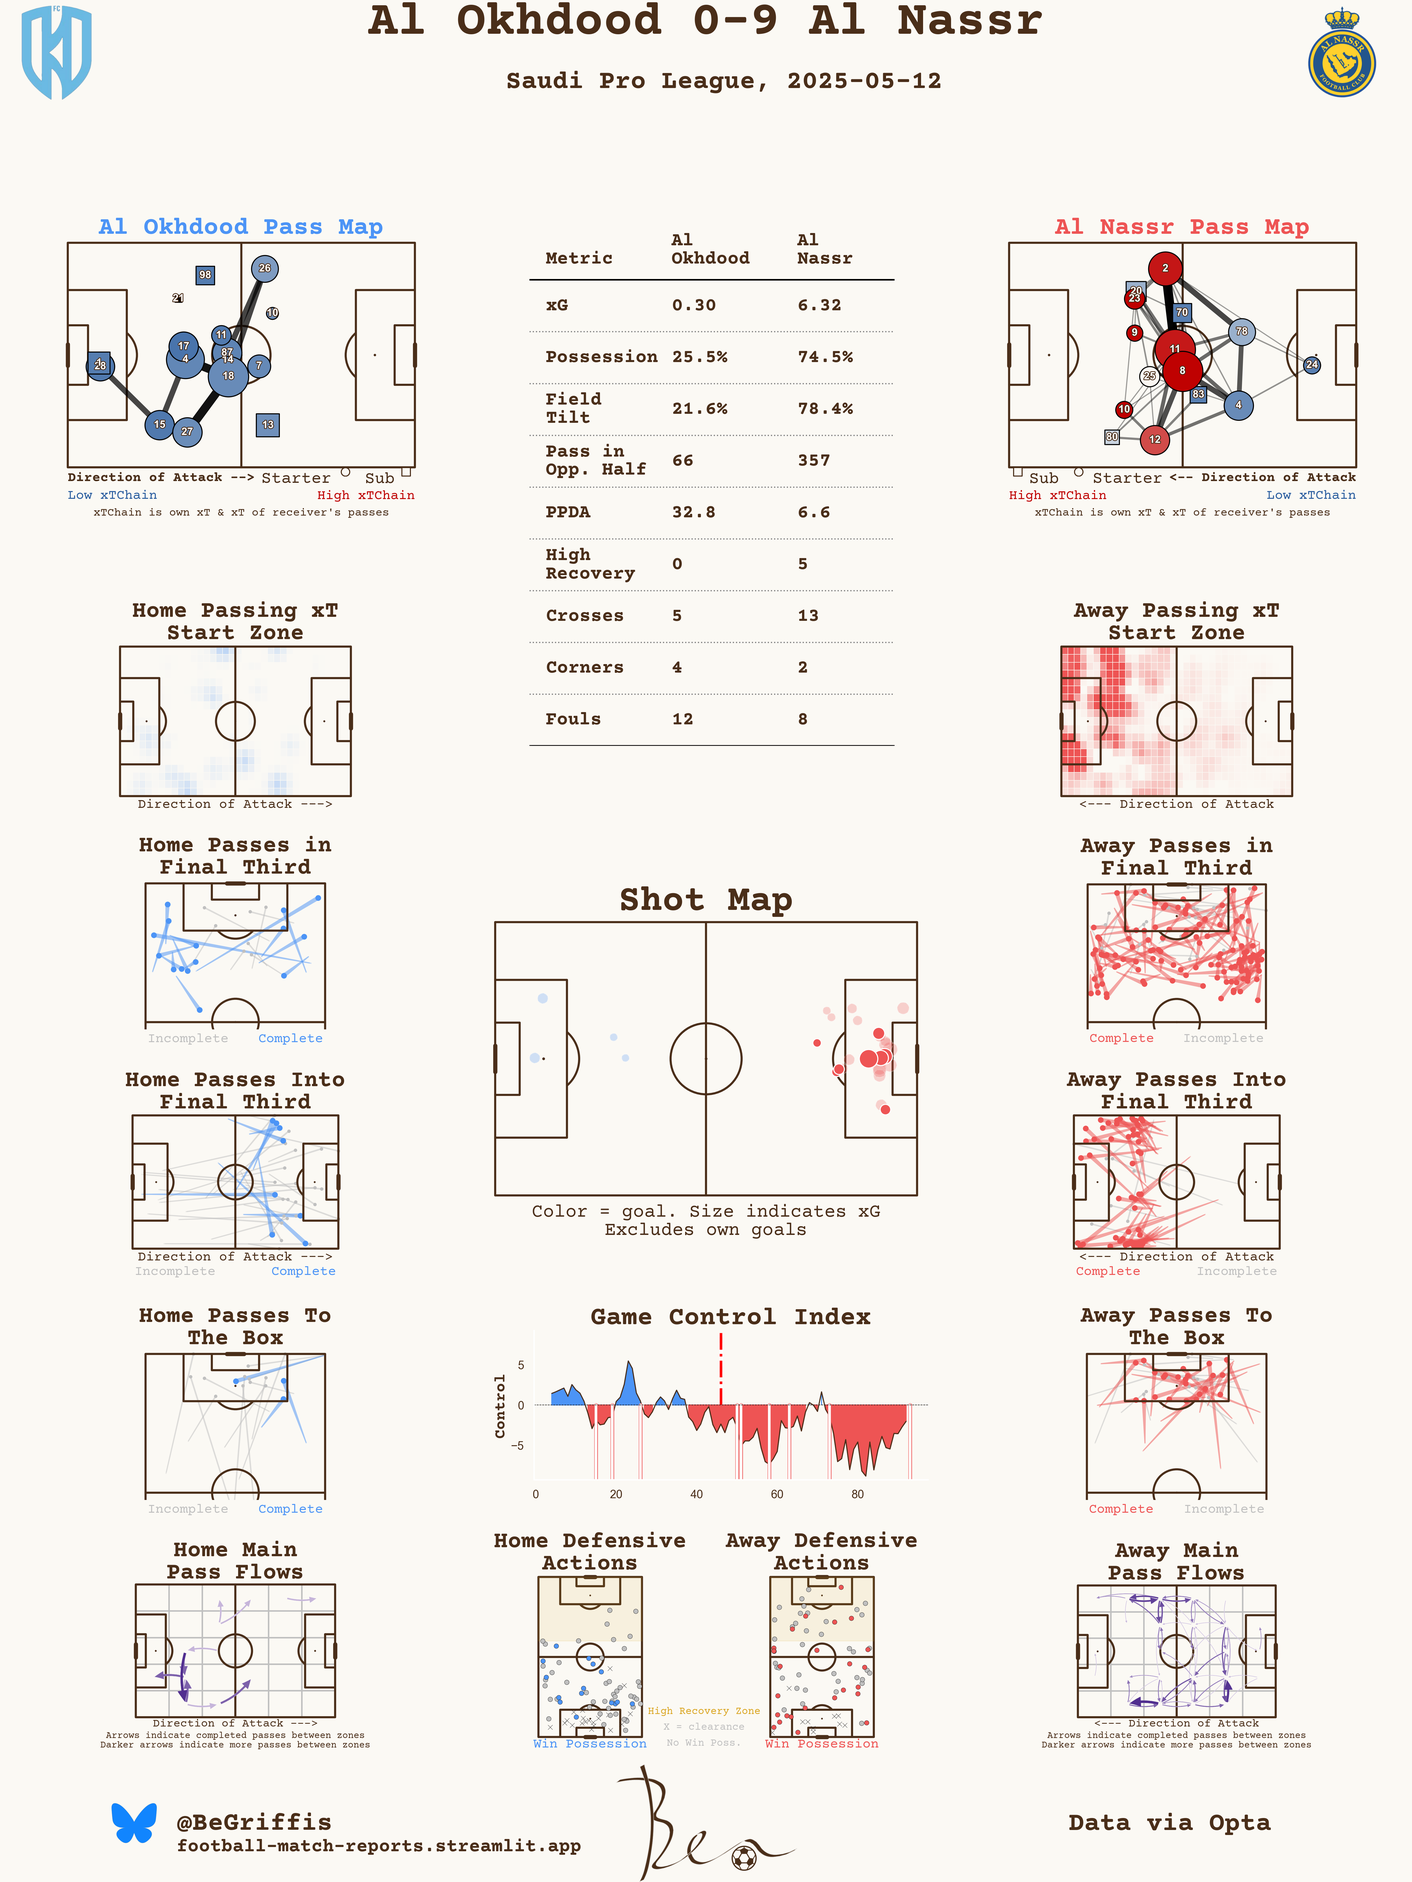 Al Okhdood 0-9 Al Nassr
Saudi Pro League, 2025-05-12
FC
AL NASSR
FOOTBALL CLUB
Al Okhdood Pass Map
98
26
21
10
11
17
4
87
14
7
1
28
18
15
27
13
Direction of Attack --> Starter Sub
Low xTChain High xTChain
xTChain is own xT & xT of receiver's passes
Metric Al Okhdood Al Nassr
xG 0.30 6.32
Possession 25.5% 74.5%
Field Tilt 21.6% 78.4%
Pass in Opp. Half 66 357
PPDA 32.8 6.6
High Recovery 0 5
Crosses 5 13
Corners 4 2
Fouls 12 8
Al Nassr Pass Map
2
20
23
70
9
78
11
8
25
24
83
10
4
80
12
Sub Starter <-- Direction of Attack
High xTChain Low xTChain
xTChain is own xT & xT of receiver's passes
Home Passing xT
Start Zone
Direction of Attack --->
Away Passing xT
Start Zone
<--- Direction of Attack
Home Passes in
Final Third
Incomplete Complete
Away Passes in
Final Third
Complete Incomplete
Shot Map
Color = goal. Size indicates xG
Excludes own goals
Home Passes Into
Final Third
Direction of Attack --->
Incomplete Complete
Away Passes Into
Final Third
<--- Direction of Attack
Complete Incomplete
Home Passes To
The Box
Incomplete Complete
Game Control Index
Control
5
0
−5
0 20 40 60 80
Away Passes To
The Box
Complete Incomplete
Home Main
Pass Flows
Direction of Attack --->
Arrows indicate completed passes between zones
Darker arrows indicate more passes between zones
Home Defensive
Actions
Win Possession
High Recovery Zone
X = clearance
No Win Poss.
Away Defensive
Actions
Win Possession
Away Main
Pass Flows
<--- Direction of Attack
Arrows indicate completed passes between zones
Darker arrows indicate more passes between zones
@BeGriffis
football-match-reports.streamlit.app
Ben
Data via Opta